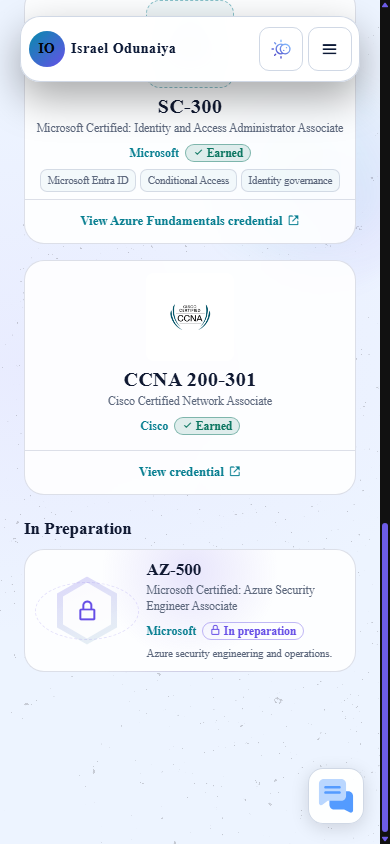 IO
Israel Odunaiya
SC-300
Microsoft Certified: Identity and Access Administrator Associate
Microsoft Earned
Microsoft Entra ID Conditional Access Identity governance
View Azure Fundamentals credential
CISCO
CERTIFIED
CCNA
CCNA 200-301
Cisco Certified Network Associate
Cisco Earned
View credential
In Preparation
AZ-500
Microsoft Certified: Azure Security
Engineer Associate
Microsoft In preparation
Azure security engineering and operations.